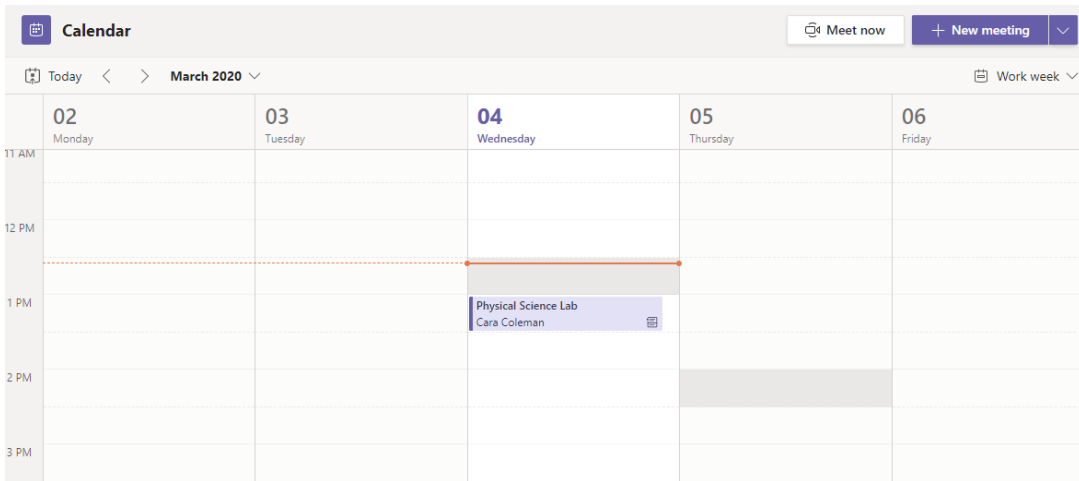 Calendar
Meet now
New meeting
Today
March 2020
Work week
02
Monday
03
Tuesday
04
Wednesday
05
Thursday
06
Friday
11 AM
12 PM
1 PM
Physical Science Lab
Cara Coleman
2 PM
3 PM